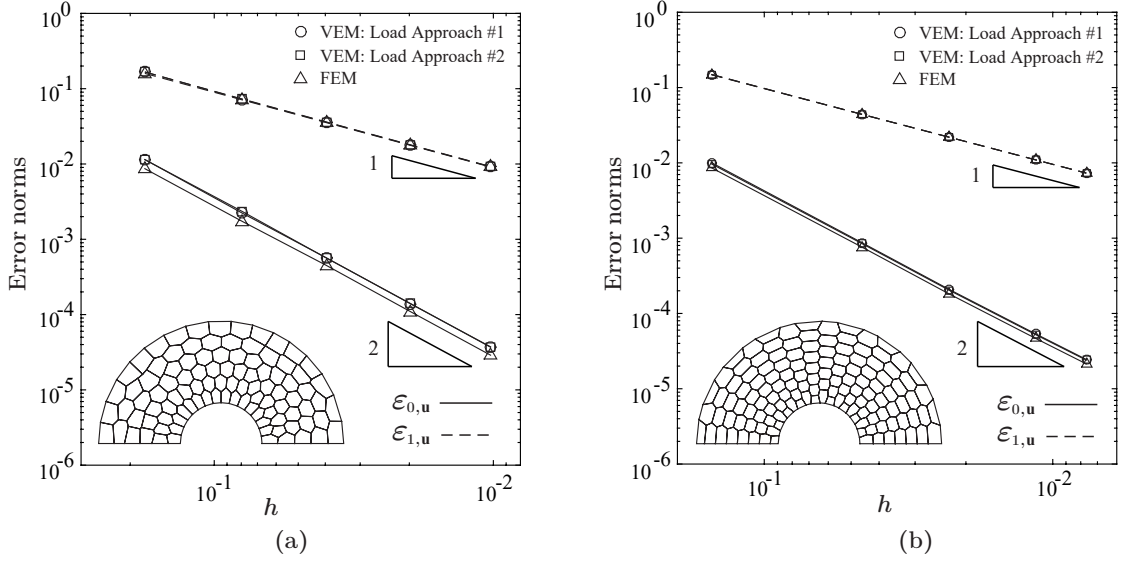 10^0
10^-1
10^-2
10^-3
10^-4
10^-5
10^-6
Error norms
VEM: Load Approach #1
VEM: Load Approach #2
FEM
1
2
ε_{0,u}
ε_{1,u}
10^-1
10^-2
h
(a)
10^0
10^-1
10^-2
10^-3
10^-4
10^-5
10^-6
Error norms
VEM: Load Approach #1
VEM: Load Approach #2
FEM
1
2
ε_{0,u}
ε_{1,u}
10^-1
10^-2
h
(b)